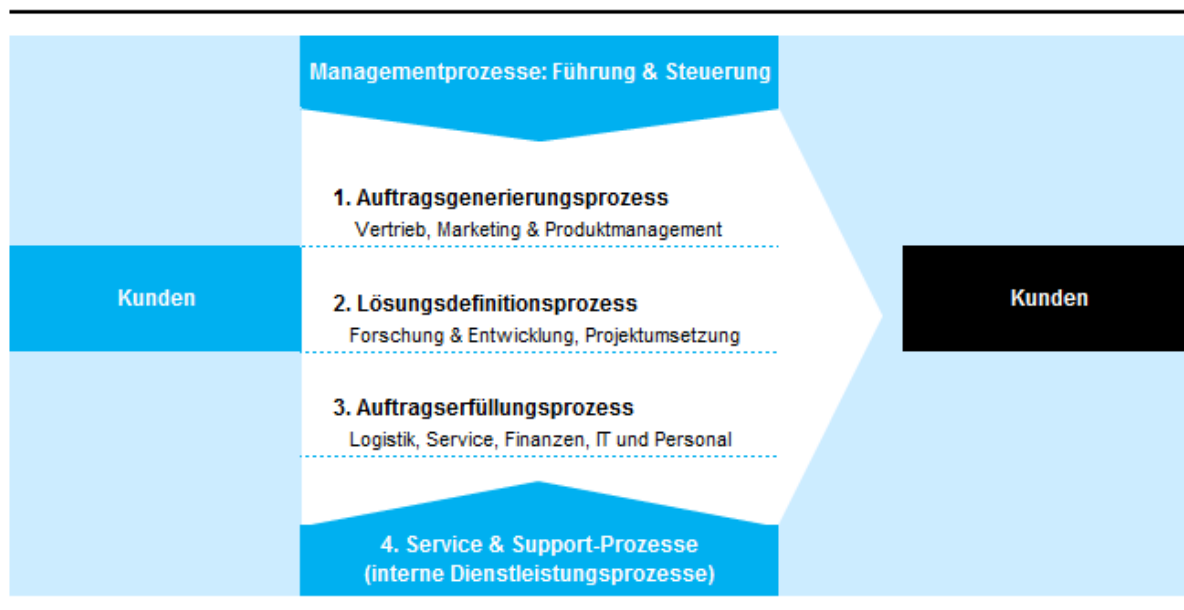 Managementprozesse: Führung & Steuerung
1. Auftragsgenerierungsprozess
Vertrieb, Marketing & Produktmanagement
Kunden
2. Lösungsdefinitionsprozess
Forschung & Entwicklung, Projektumsetzung
Kunden
3. Auftragserfüllungsprozess
Logistik, Service, Finanzen, IT und Personal
4. Service & Support-Prozesse
(interne Dienstleistungsprozesse)